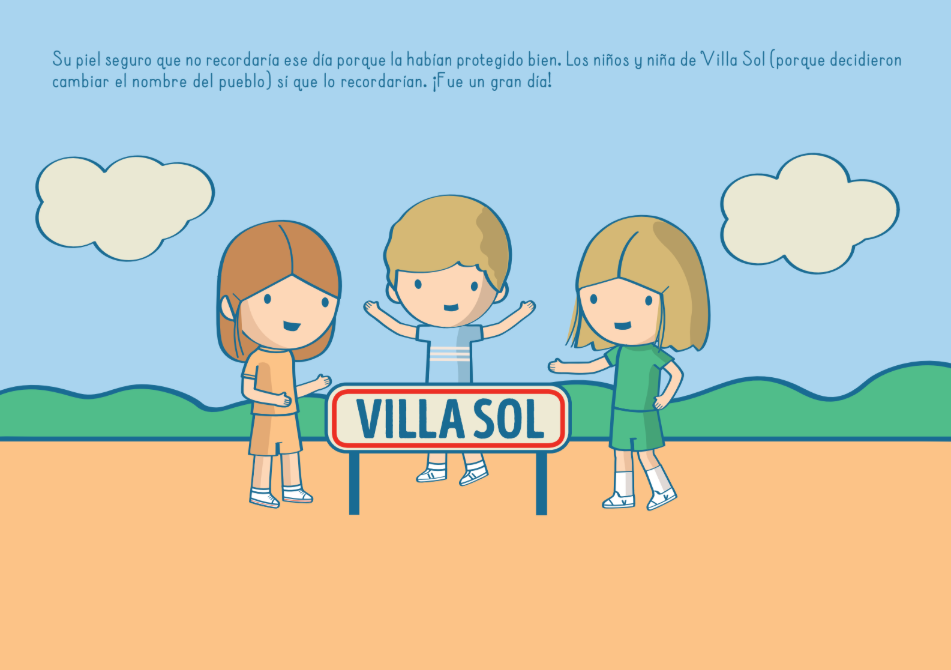 Su piel seguro que no recordaría ese día porque la habían protegido bien. Los niños y niña de Villa Sol (porque decidieron
cambiar el nombre del pueblo) sí que lo recordarían. ¡Fue un gran día!
VILLA SOL